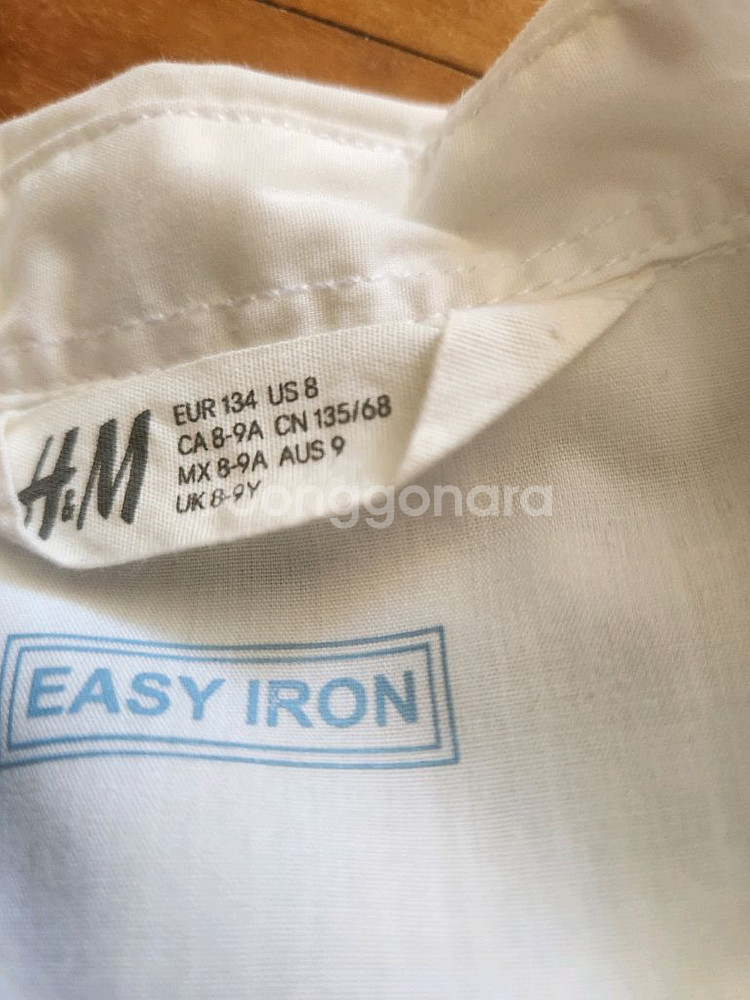 H&M
EUR 134 US 8
CA 8-9A CN 135/68
MX 8-9A AUS 9
UK 8-9Y
Joonggonara
EASY IRON